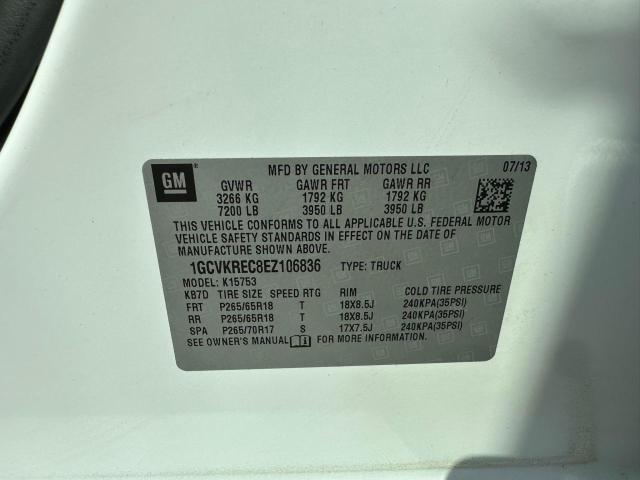 GM ® MFD BY GENERAL MOTORS LLC 07/13
GVWR GAWR FRT GAWR RR
3266 KG 1792 KG 1792 KG
7200 LB 3950 LB 3950 LB
THIS VEHICLE CONFORMS TO ALL APPLICABLE U.S. FEDERAL MOTOR
VEHICLE SAFETY STANDARDS IN EFFECT ON THE DATE OF
MANUFACTURE SHOWN ABOVE.
1GCVKREC8EZ106836 TYPE: TRUCK
MODEL: K15753
KB7D TIRE SIZE SPEED RTG RIM COLD TIRE PRESSURE
FRT P265/65R18 T 18X8.5J 240KPA(35PSI)
RR P265/65R18 T 18X8.5J 240KPA(35PSI)
SPA P265/70R17 S 17X7.5J 240KPA(35PSI)
SEE OWNER'S MANUAL